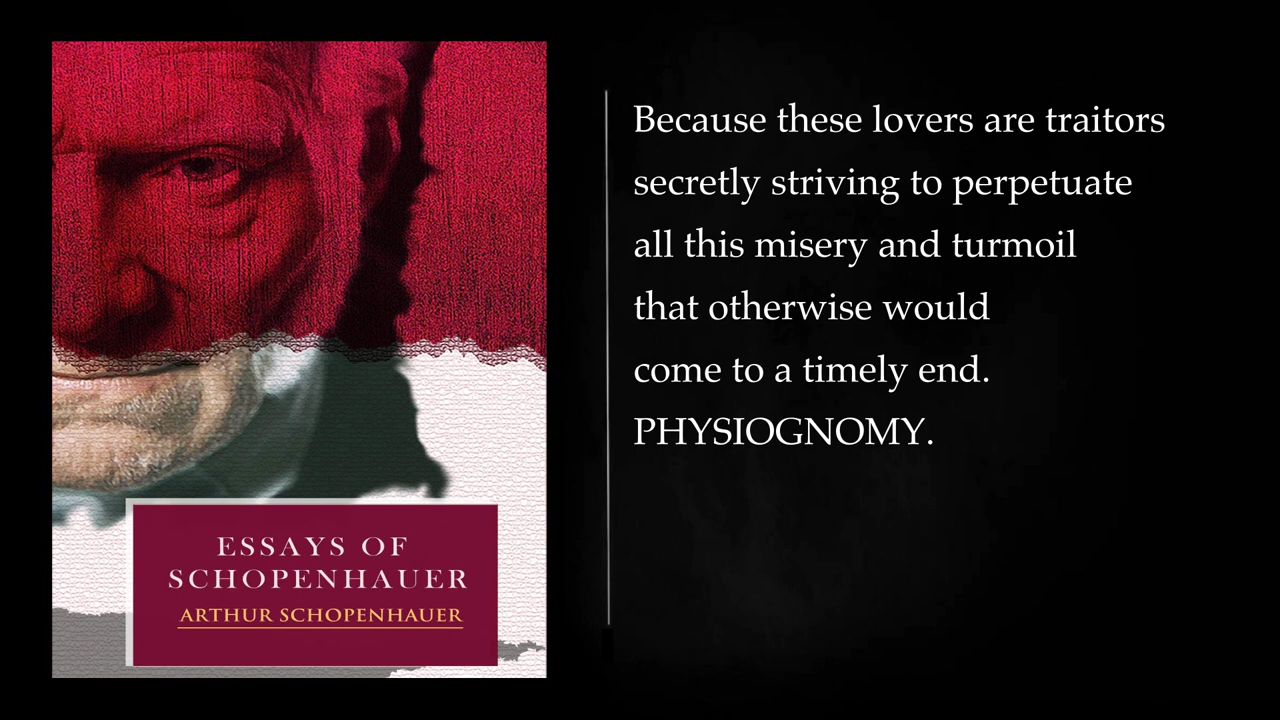 ESSAYS OF
SCHOPENHAUER
ARTHUR SCHOPENHAUER
Because these lovers are traitors
secretly striving to perpetuate
all this misery and turmoil
that otherwise would
come to a timely end.
PHYSIOGNOMY.